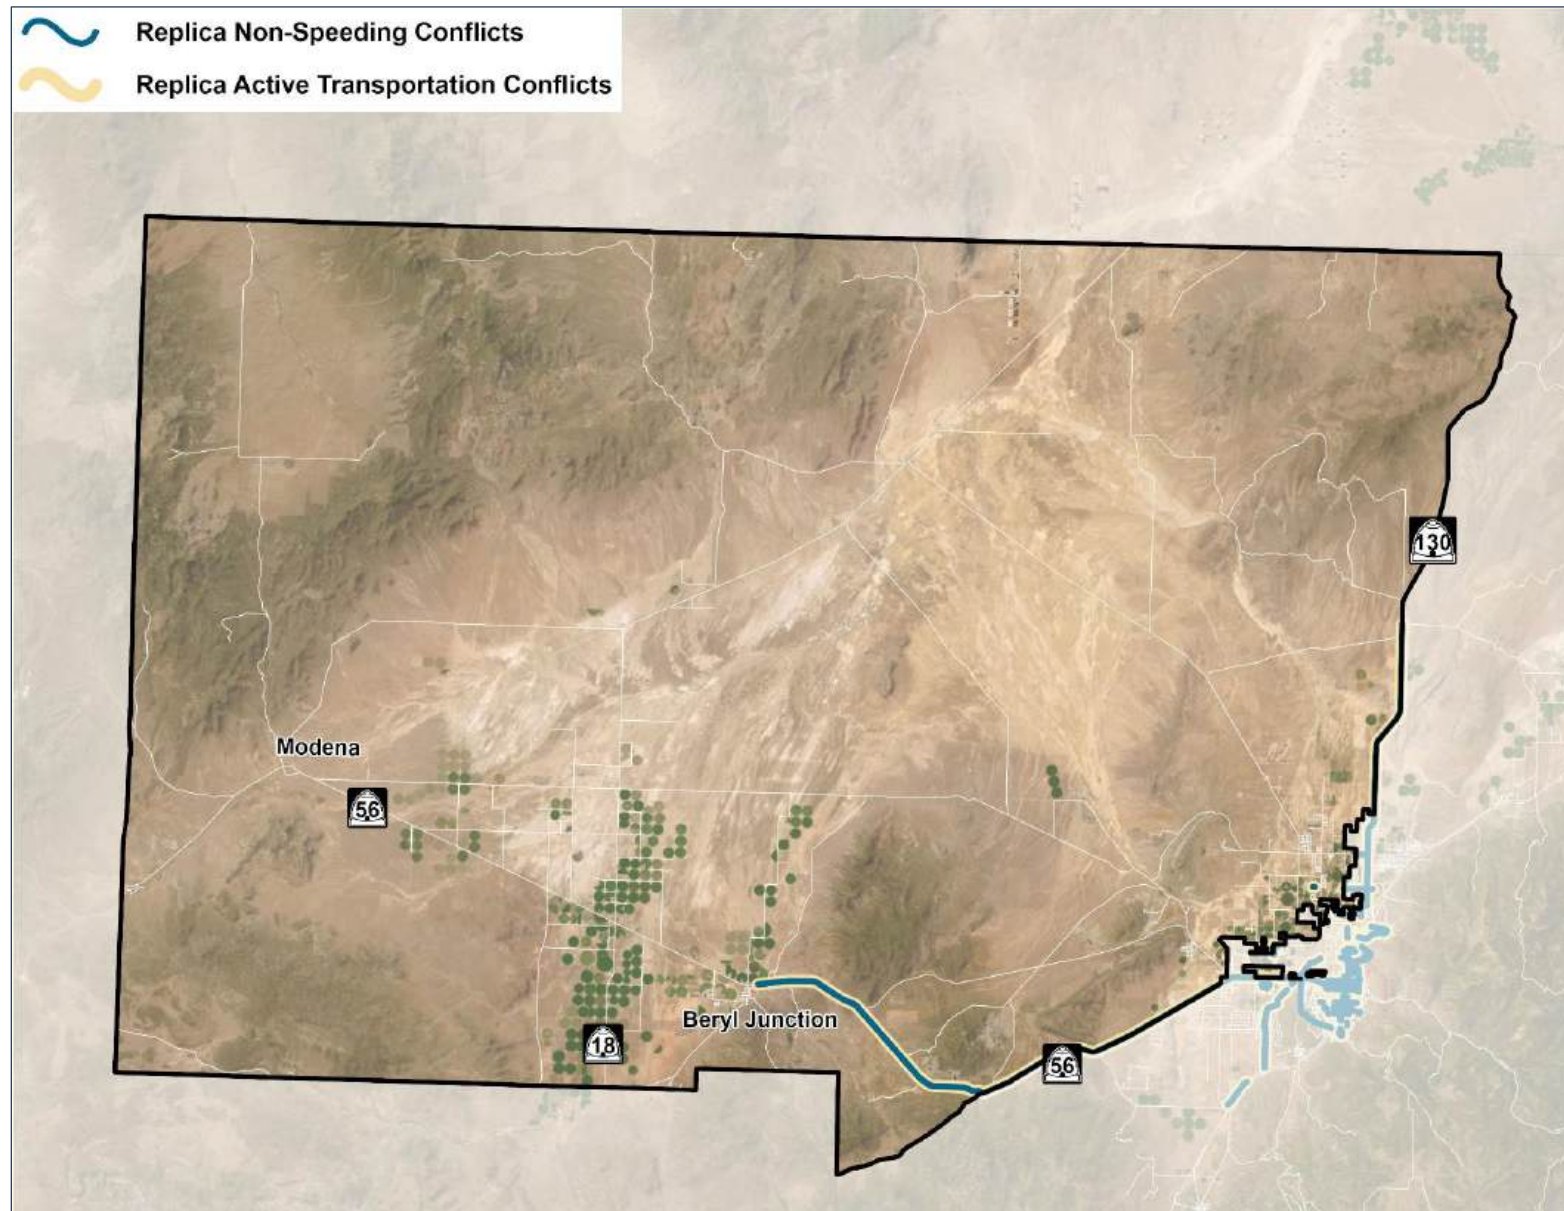 Replica Non-Speeding Conflicts
Replica Active Transportation Conflicts
130
Modena
56
Beryl Junction
18
56